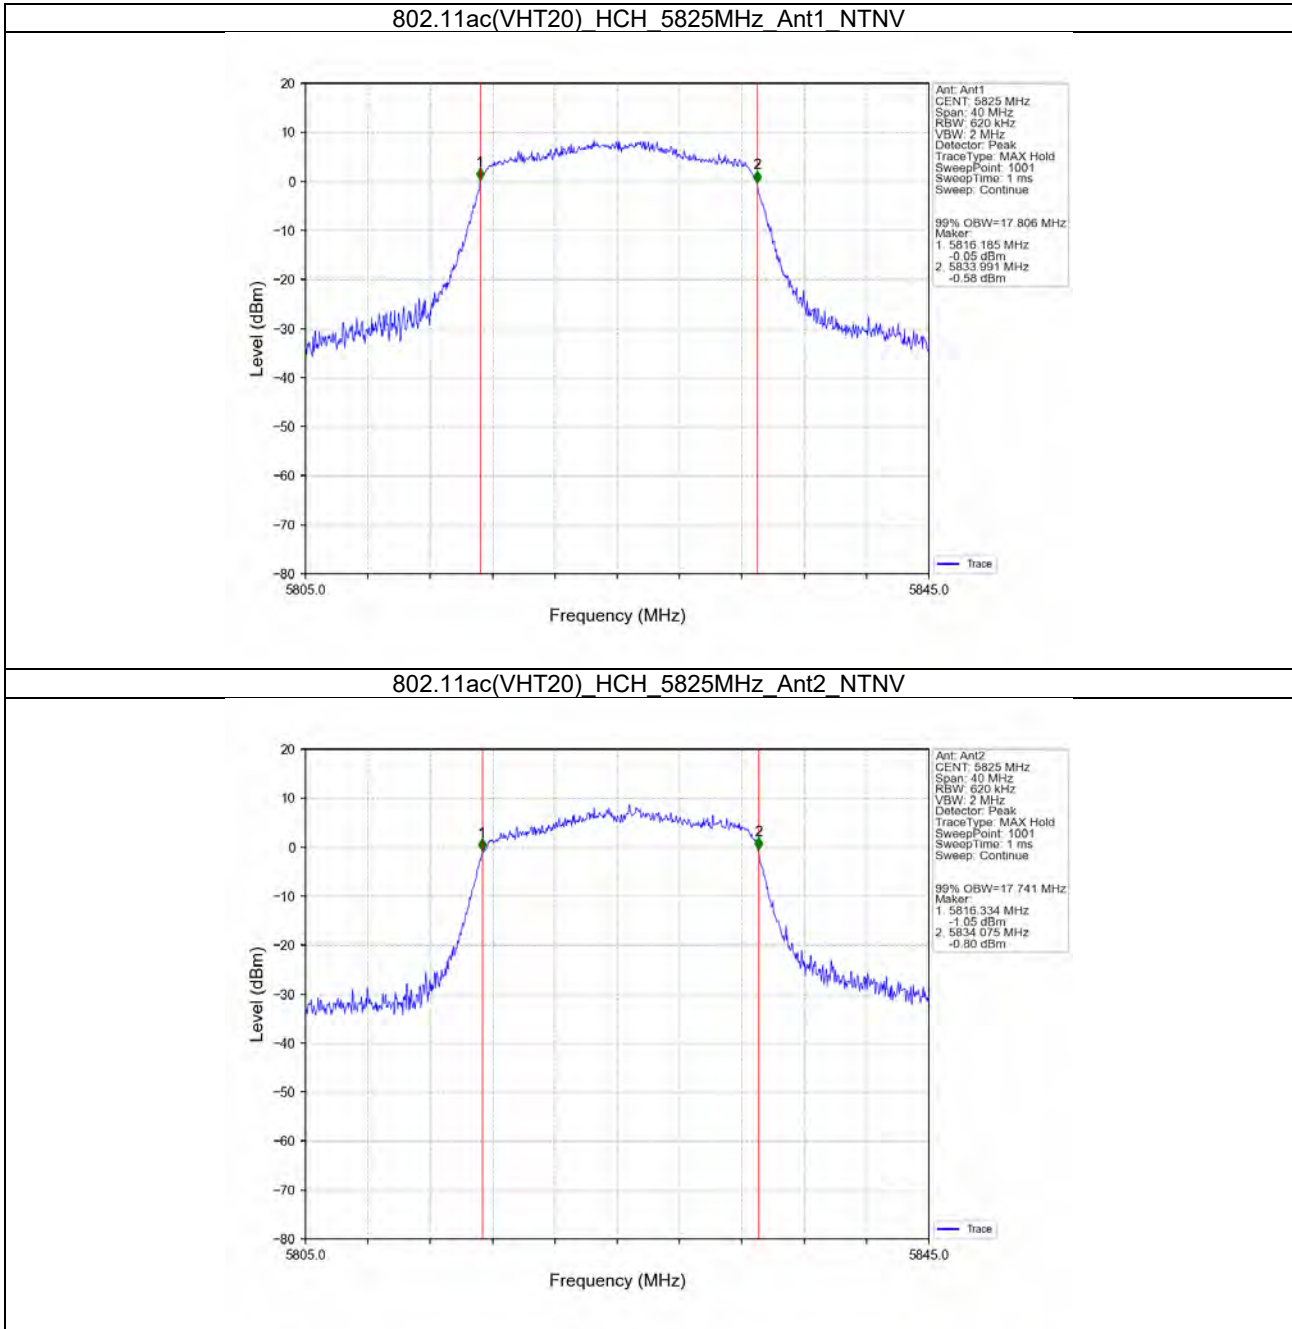 802.11ac(VHT20)_HCH_5825MHz_Ant1_NTNV
20
10
0
−10
−20
−30
−40
−50
−60
−70
−80
Level (dBm)
1
2
5805.0
5845.0
Frequency (MHz)
Ant: Ant1
CENT: 5825 MHz
Span: 40 MHz
RBW: 620 kHz
VBW: 2 MHz
Detector: Peak
TraceType: MAX Hold
SweepPoint: 1001
SweepTime: 1 ms
Sweep: Continue
99% OBW=17.806 MHz
Maker:
1. 5816.185 MHz
-0.05 dBm
2. 5833.991 MHz
-0.58 dBm
Trace
802.11ac(VHT20)_HCH_5825MHz_Ant2_NTNV
20
10
0
−10
−20
−30
−40
−50
−60
−70
−80
Level (dBm)
1
2
5805.0
5845.0
Frequency (MHz)
Ant: Ant2
CENT: 5825 MHz
Span: 40 MHz
RBW: 620 kHz
VBW: 2 MHz
Detector: Peak
TraceType: MAX Hold
SweepPoint: 1001
SweepTime: 1 ms
Sweep: Continue
99% OBW=17.741 MHz
Maker:
1. 5816.334 MHz
-1.05 dBm
2. 5834.075 MHz
-0.80 dBm
Trace